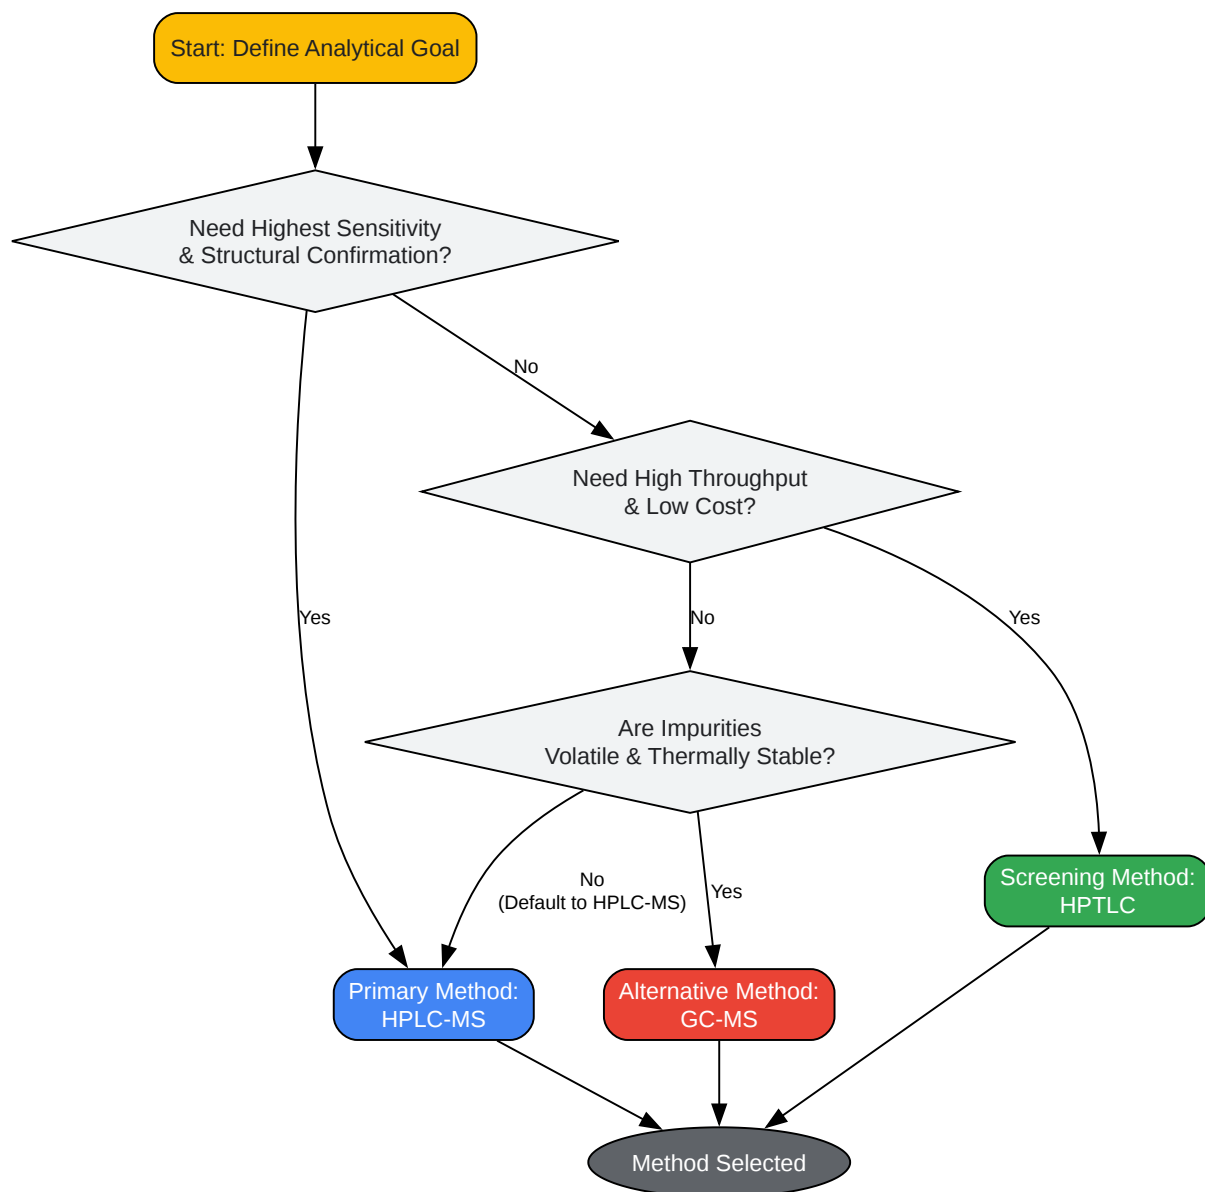 Start: Define Analytical Goal
Need Highest Sensitivity
& Structural Confirmation?
No
Need High Throughput
& Low Cost?
Yes
No
Yes
Are Impurities
Volatile & Thermally Stable?
No
(Default to HPLC-MS)
Yes
Screening Method:
HPTLC
Primary Method:
HPLC-MS
Alternative Method:
GC-MS
Method Selected